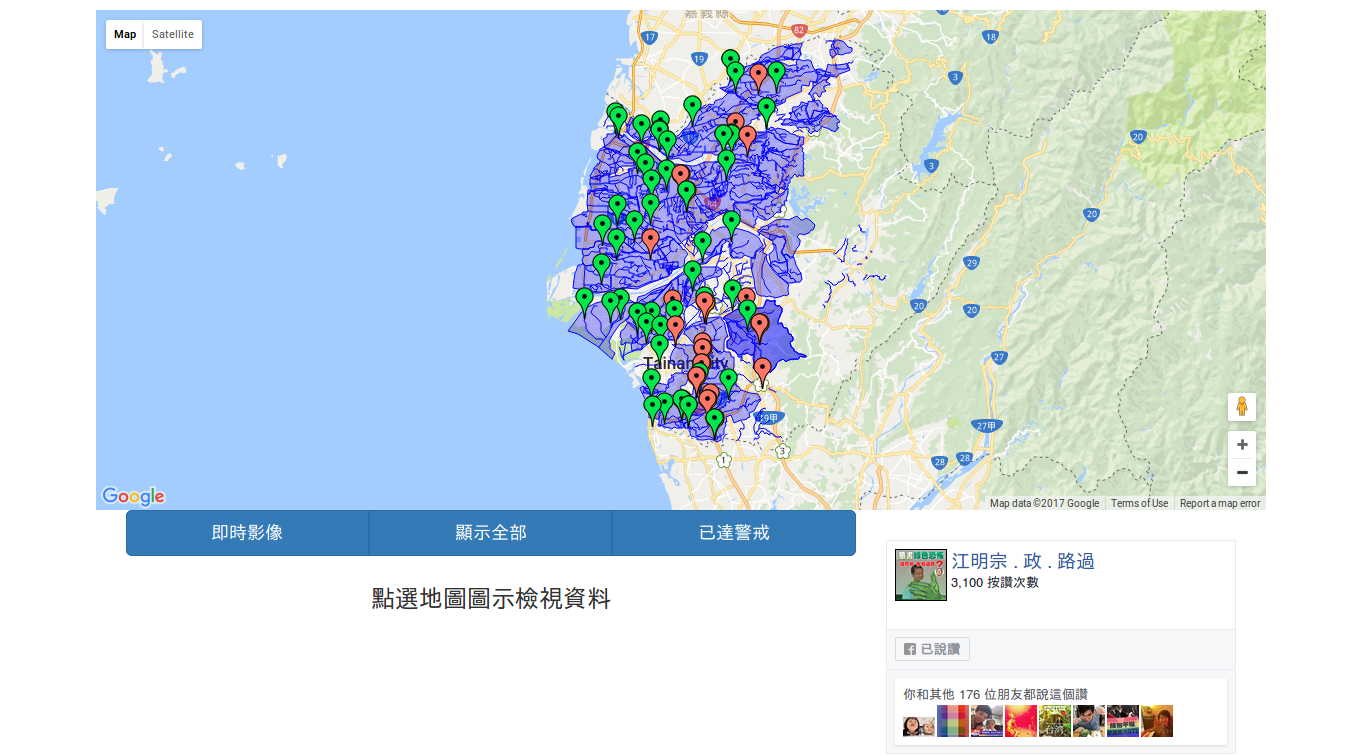 嘉義縣
Map
Satellite
82
17
18
19
3
20
3
20
20
29
20
20
27
Tainan City
19甲
27甲
3
1
28
28
Google
Map data ©2017 Google
Terms of Use
Report a map error
即時影像
顯示全部
已達警戒
點選地圖圖示檢視資料
江明宗 . 政 . 路過
3,100 按讚次數
已說讚
你和其他 176 位朋友都說這個讚